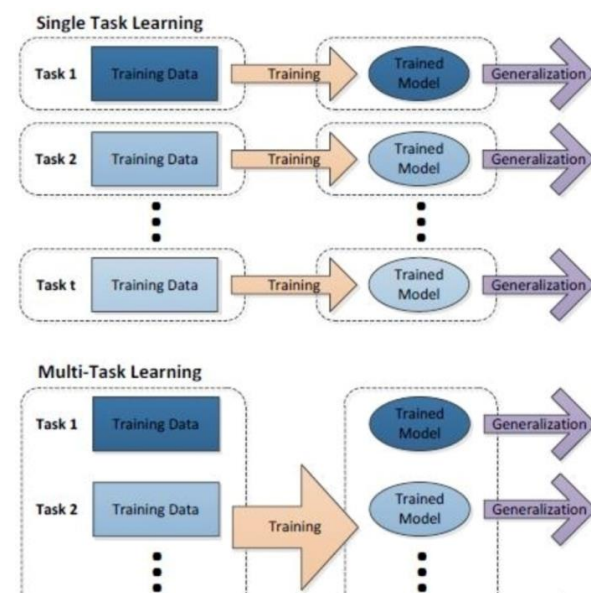 Single Task Learning
Task 1 Training Data Training Trained Model Generalization
Task 2 Training Data Training Trained Model Generalization
Task t Training Data Training Trained Model Generalization
Multi-Task Learning
Task 1 Training Data Trained Model Generalization
Task 2 Training Data Training Trained Model Generalization